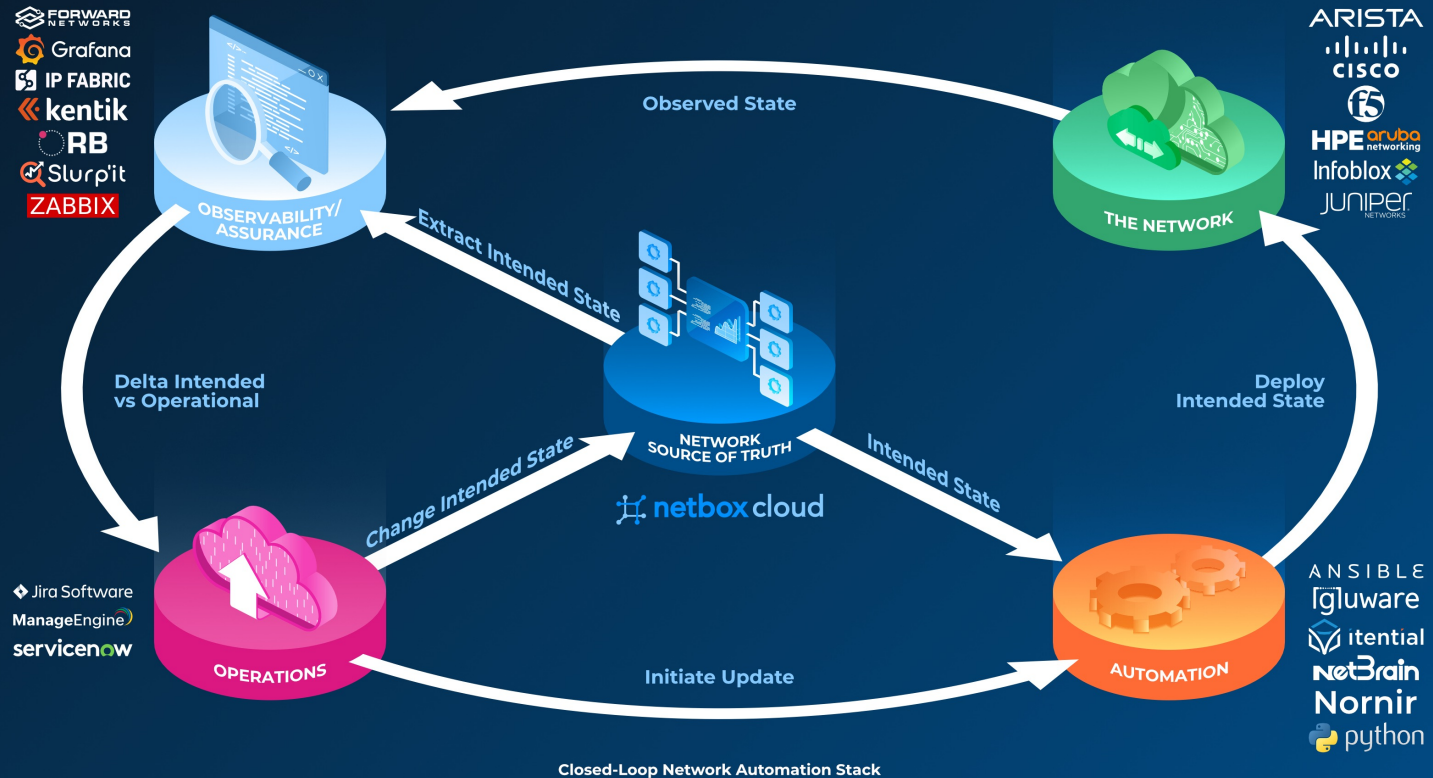 FORWARD
NETWORKS
Grafana
IP FABRIC
kentik
ORB
Slurp'it
ZABBIX
OBSERVABILITY/
ASSURANCE
Observed State
THE NETWORK
ARISTA
CISCO
f5
HPE aruba
networking
Infoblox
JUNIPER
NETWORKS
Extract Intended State
Delta Intended
vs Operational
NETWORK
SOURCE OF TRUTH
netbox cloud
Deploy
Intended State
Change Intended State
Intended State
Jira Software
ManageEngine
servicenow
OPERATIONS
Initiate Update
AUTOMATION
ANSIBLE
[g]luware
itential
NetBrain
Nornir
python
Closed-Loop Network Automation Stack